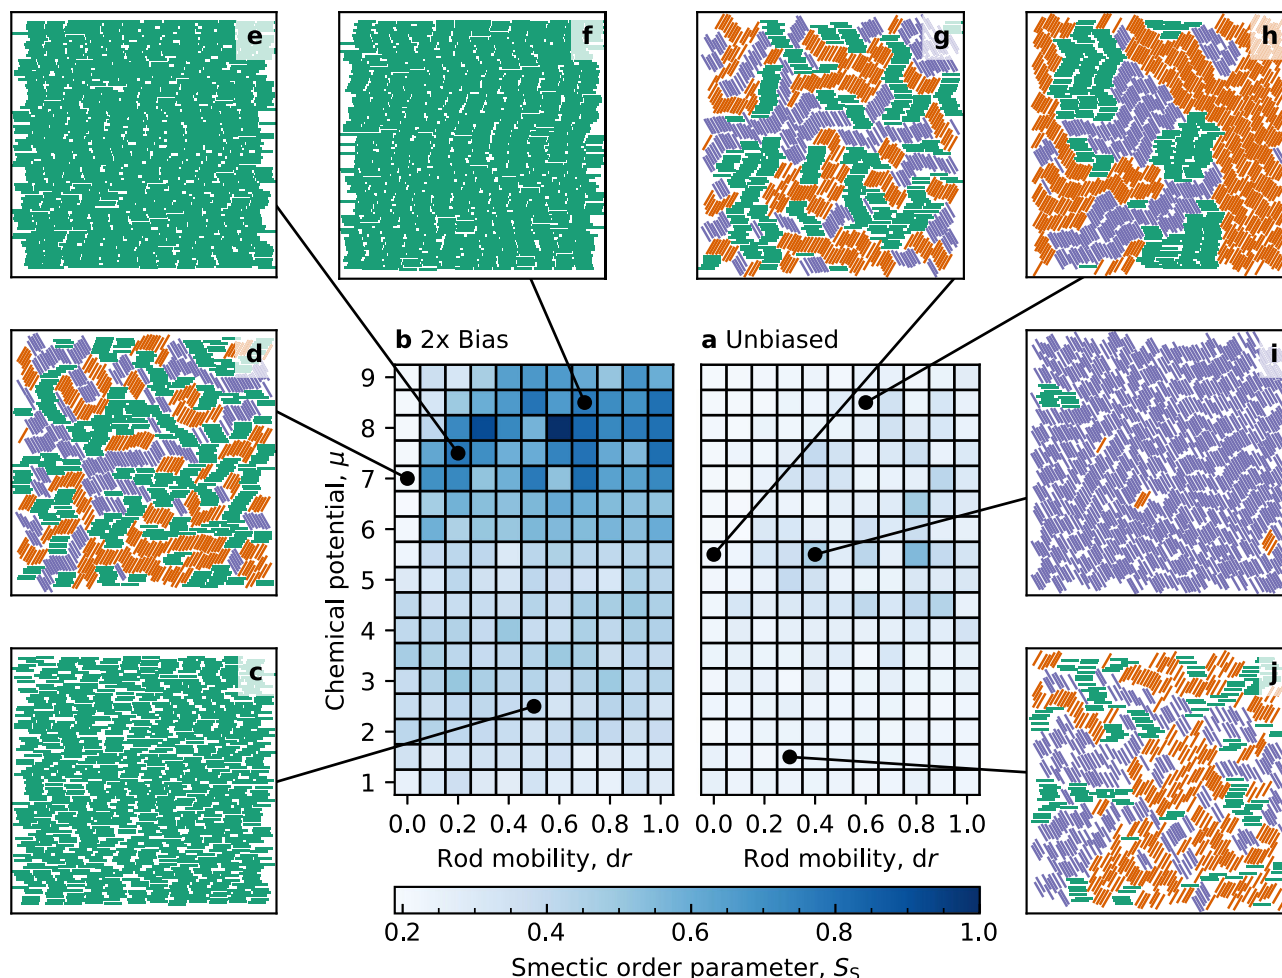 e
f
g
h
d
i
c
j
b 2x Bias
a Unbiased
Chemical potential, μ
9
8
7
6
5
4
3
2
1
0.0 0.2 0.4 0.6 0.8 1.0
0.0 0.2 0.4 0.6 0.8 1.0
Rod mobility, dr
Rod mobility, dr
0.2 0.4 0.6 0.8 1.0
Smectic order parameter, S_S